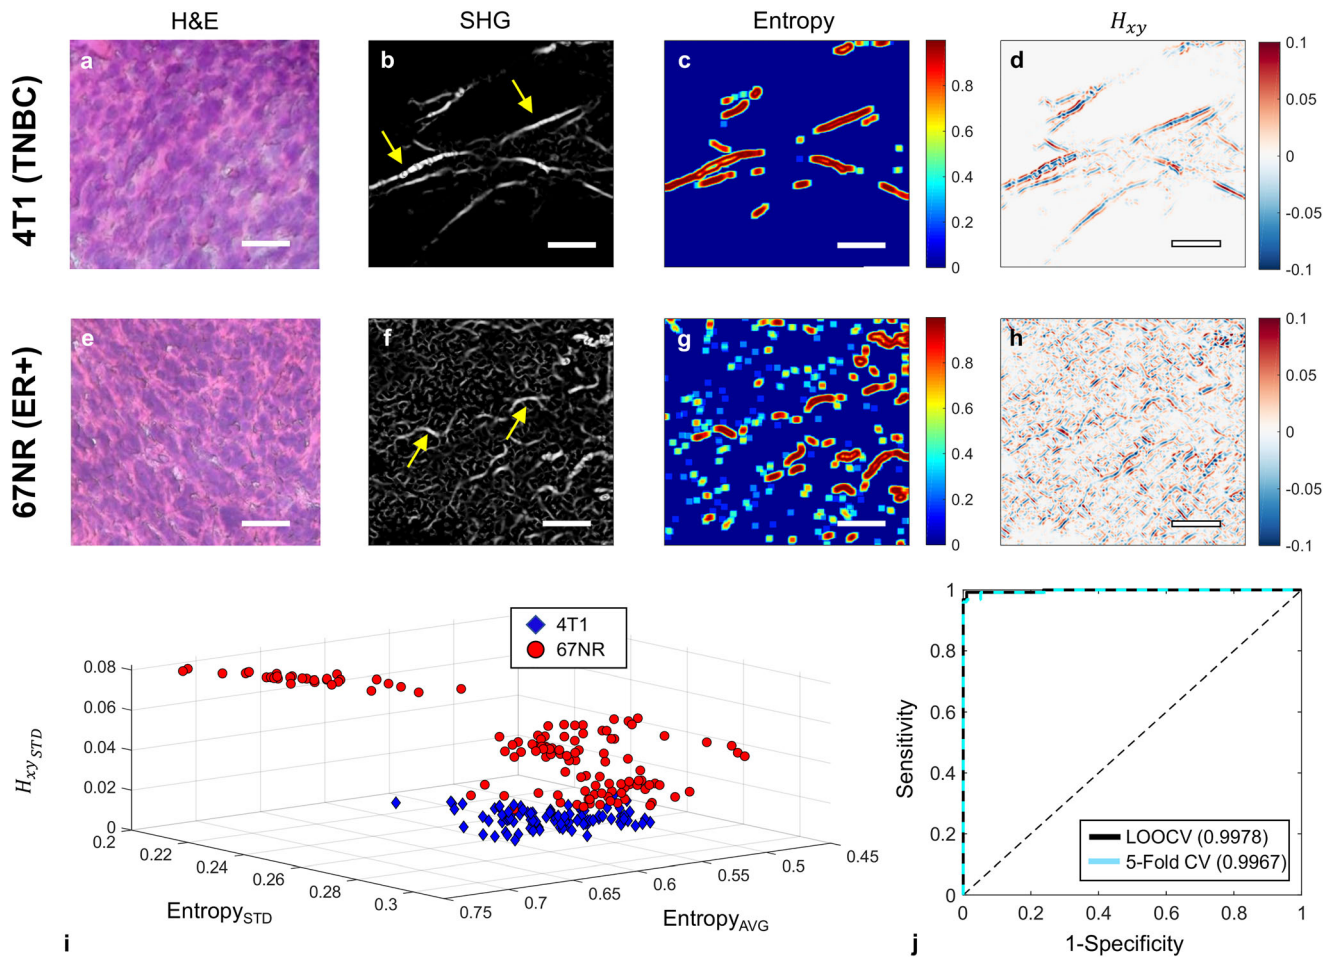 H&E SHG Entropy Hxy
4T1 (TNBC)
a b c d
0.8
0.6
0.4
0.2
0
0.1
0.05
0
-0.05
-0.1
67NR (ER+)
e f g h
0.8
0.6
0.4
0.2
0
0.1
0.05
0
-0.05
-0.1
4T1
67NR
HxySTD
0.08
0.06
0.04
0.02
0
0.2
0.22
0.24
0.26
0.28
0.3
EntropySTD
0.75
0.7
0.65
0.6
0.55
0.5
0.45
EntropyAVG
i
Sensitivity
1
0.8
0.6
0.4
0.2
0
LOOCV (0.9978)
5-Fold CV (0.9967)
0 0.2 0.4 0.6 0.8 1
1-Specificity
j